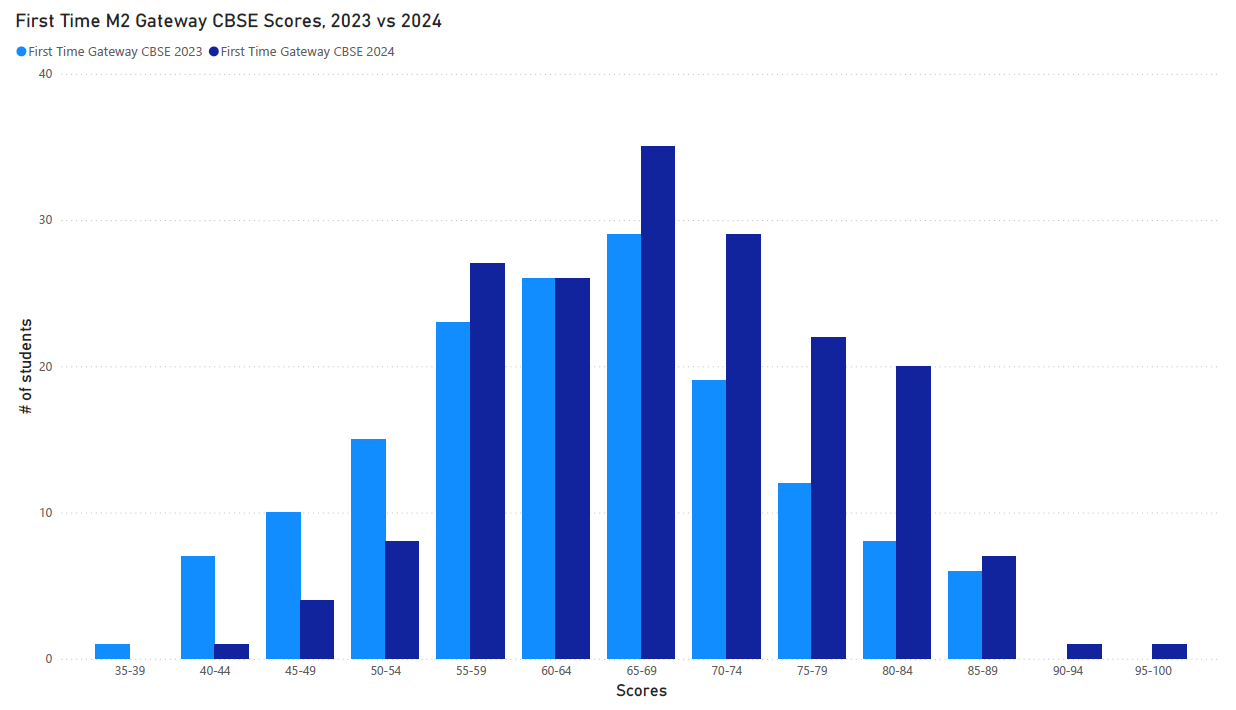 First Time M2 Gateway CBSE Scores, 2023 vs 2024
First Time Gateway CBSE 2023 First Time Gateway CBSE 2024
40
30
20
10
0
# of students
35-39 40-44 45-49 50-54 55-59 60-64 65-69 70-74 75-79 80-84 85-89 90-94 95-100
Scores